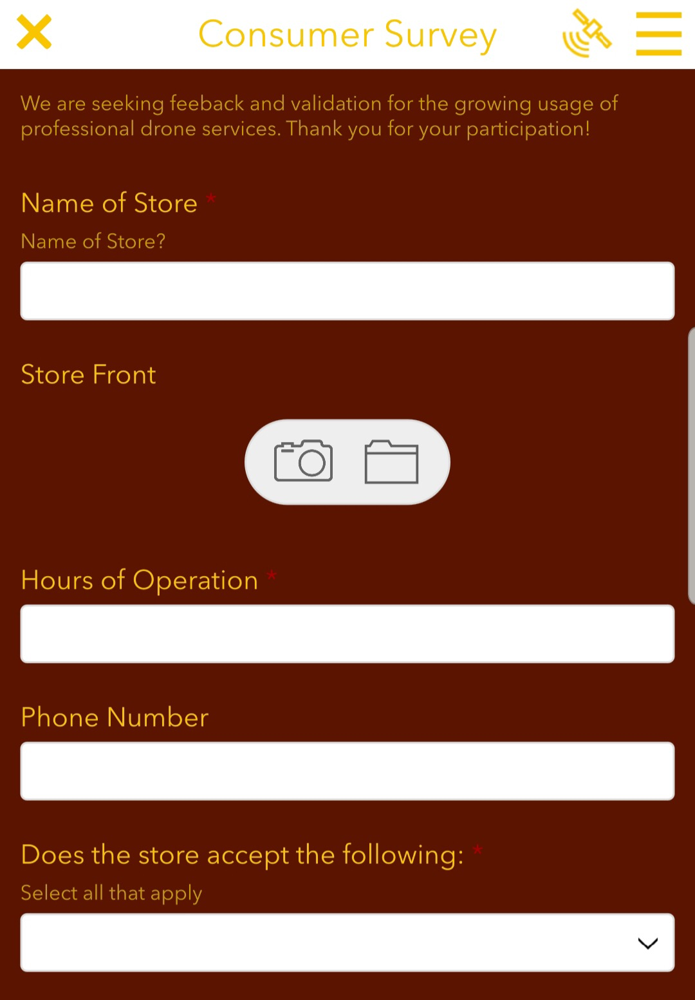 Consumer Survey
We are seeking feeback and validation for the growing usage of
professional drone services. Thank you for your participation!
Name of Store *
Name of Store?
Store Front
Hours of Operation *
Phone Number
Does the store accept the following: *
Select all that apply